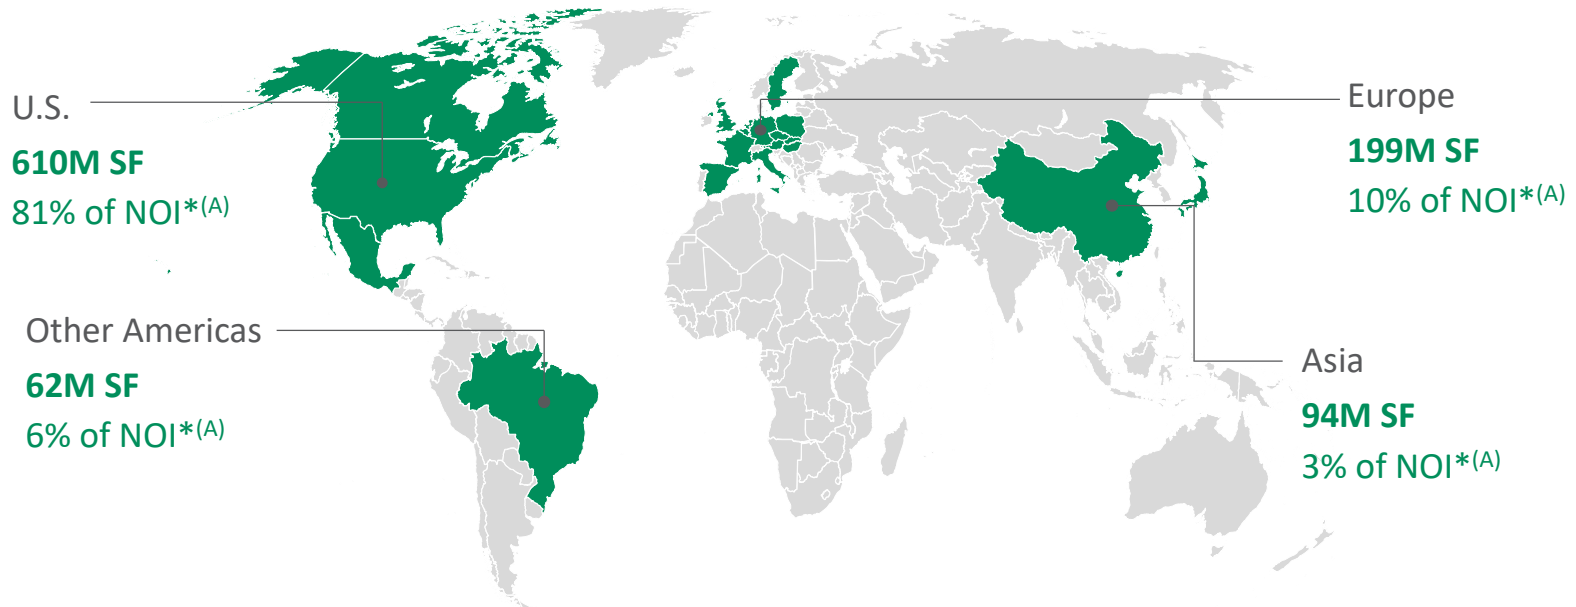 U.S.
610M SF
81% of NOI*(A)
Other Americas
62M SF
6% of NOI*(A)
Europe
199M SF
10% of NOI*(A)
Asia
94M SF
3% of NOI*(A)